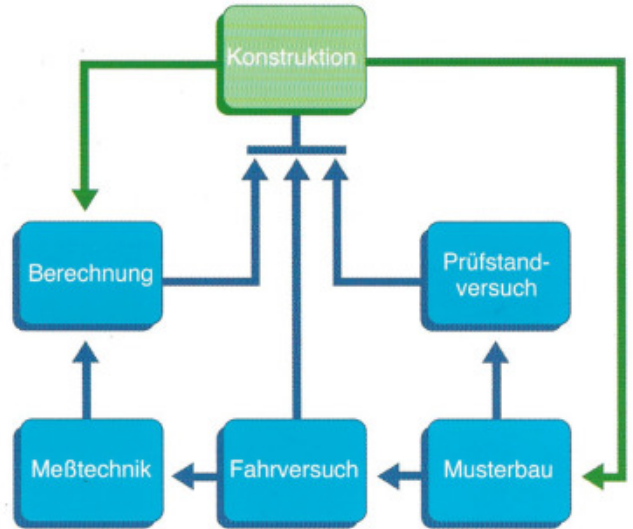 Konstruktion
Berechnung
Prüfstand-
versuch
Meßtechnik
Fahrversuch
Musterbau